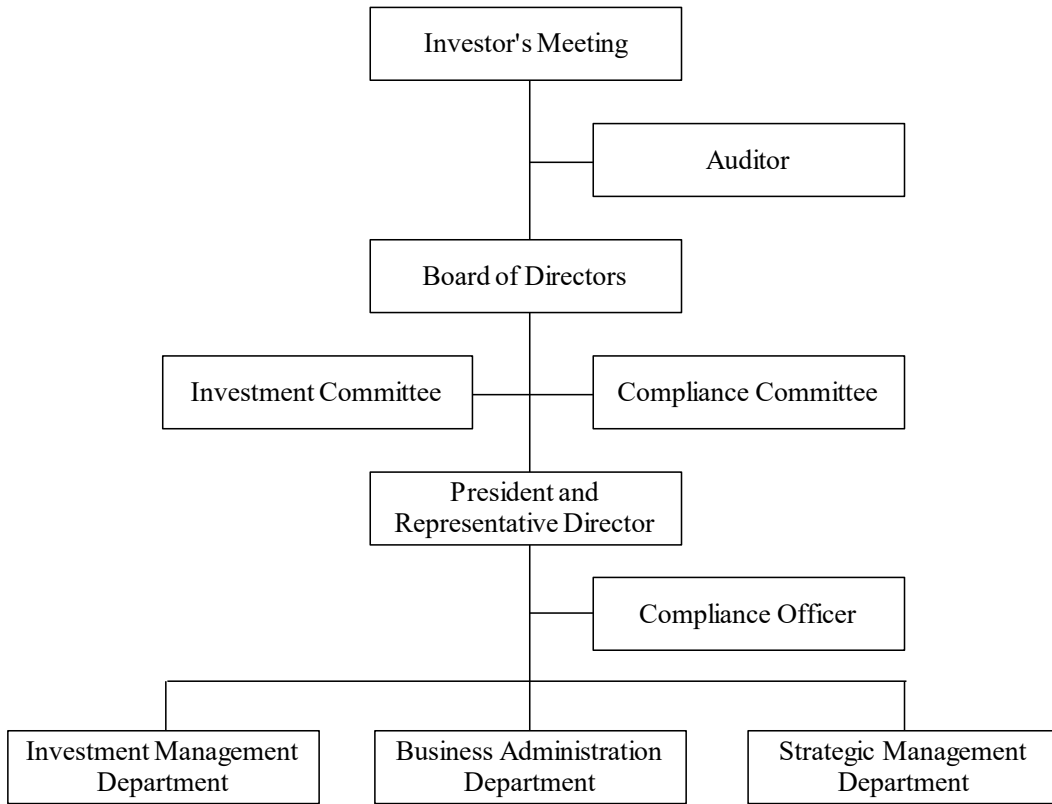 Investor's Meeting
Auditor
Board of Directors
Investment Committee
Compliance Committee
President and
Representative Director
Compliance Officer
Investment Management
Department
Business Administration
Department
Strategic Management
Department